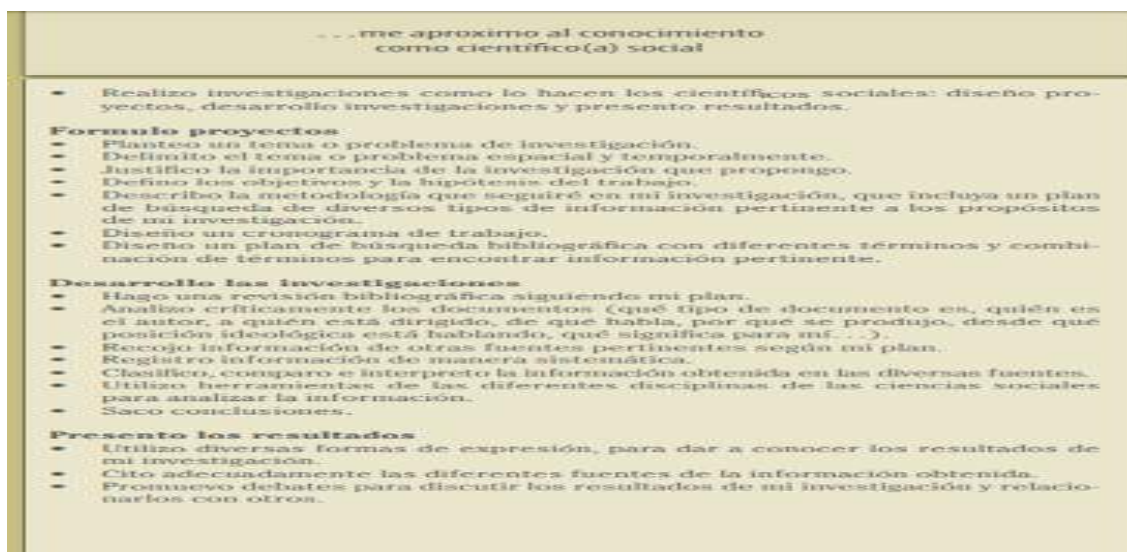 ...me aproximo al conocimiento
como científico(a) social
• Realizo investigaciones como lo hacen los científicos sociales: diseño pro-
yectos, desarrollo investigaciones y presento resultados.
Formulo proyectos
• Planteo un tema o problema de investigación.
• Delimito el tema o problema espacial y temporalmente.
• Justifico la importancia de la investigación que propongo.
• Defino los objetivos y la hipótesis del trabajo.
• Describo la metodología que seguiré en mi investigación, que incluya un plan
de búsqueda de diversos tipos de información pertinente a los propósitos
de mi investigación.
• Diseño un cronograma de trabajo.
• Diseño un plan de búsqueda bibliográfica con diferentes términos y combi-
nación de términos para encontrar información pertinente.
Desarrollo las investigaciones
• Hago una revisión bibliográfica siguiendo mi plan.
• Analizo críticamente los documentos (qué tipo de documento es, quién es
el autor, a quién está dirigido, de qué habla, por qué se produjo, desde qué
posición ideológica está hablando, qué significa para mí...).
• Recojo información de otras fuentes pertinentes según mi plan.
• Registro información de manera sistemática.
• Clasifico, comparo e interpreto la información obtenida en las diversas fuentes.
• Utilizo herramientas de las diferentes disciplinas de las ciencias sociales
para analizar la información.
• Saco conclusiones.
Presento los resultados
• Utilizo diversas formas de expresión, para dar a conocer los resultados de
mi investigación.
• Cito adecuadamente las diferentes fuentes de la información obtenida.
• Promuevo debates para discutir los resultados de mi investigación y relacio-
narlos con otros.